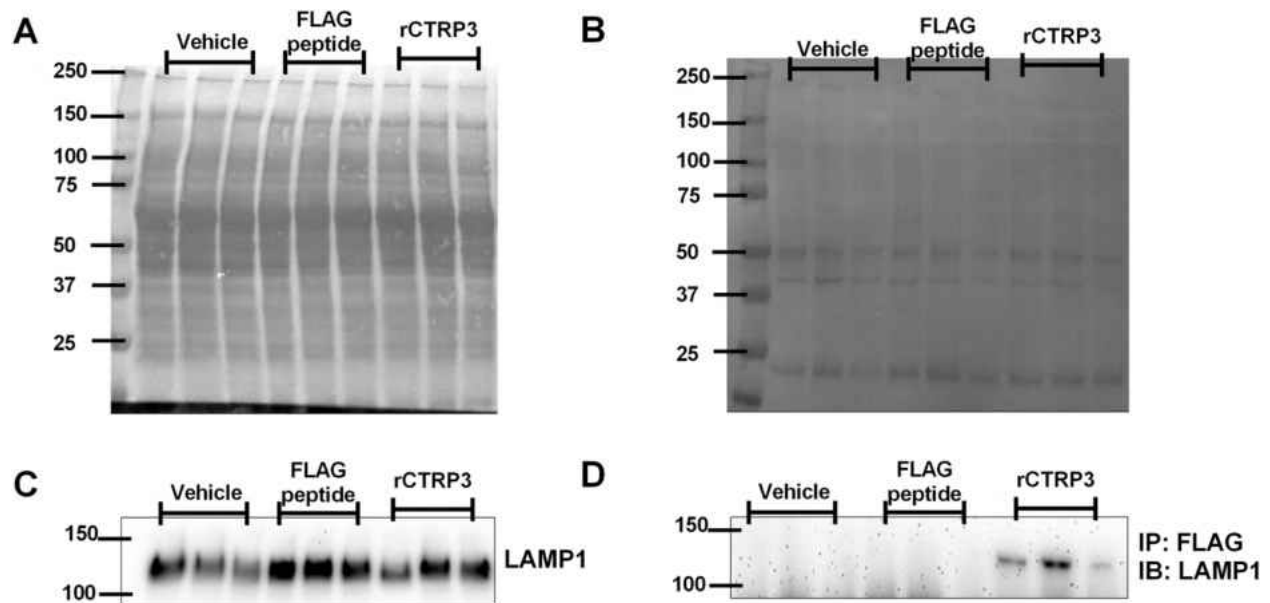 A
Vehicle
FLAG
peptide
rCTRP3
250
150
100
75
50
37
25
B
Vehicle
FLAG
peptide
rCTRP3
250
150
100
75
50
37
25
C
Vehicle
FLAG
peptide
rCTRP3
150
100
LAMP1
D
Vehicle
FLAG
peptide
rCTRP3
150
100
IP: FLAG
IB: LAMP1